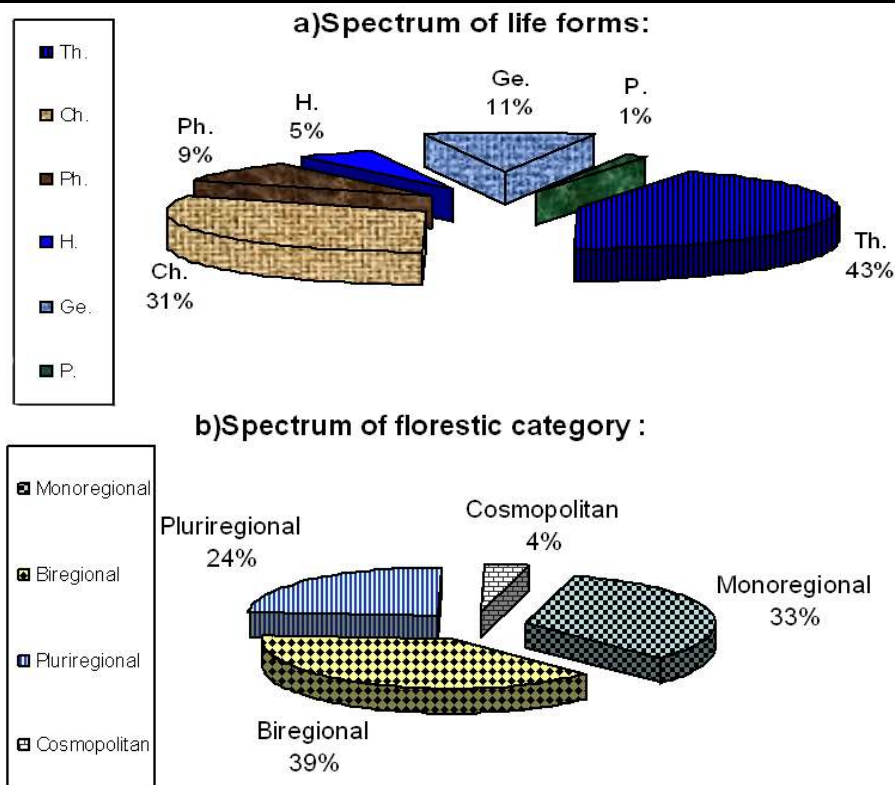 a)Spectrum of life forms:
Th.
Ch.
Ph.
H.
Ge.
P.
Ge.
11%
P.
1%
H.
5%
Ph.
9%
Th.
43%
Ch.
31%
b)Spectrum of florestic category :
Monoregional
Biregional
Pluriregional
Cosmopolitan
Cosmopolitan
4%
Pluriregional
24%
Monoregional
33%
Biregional
39%